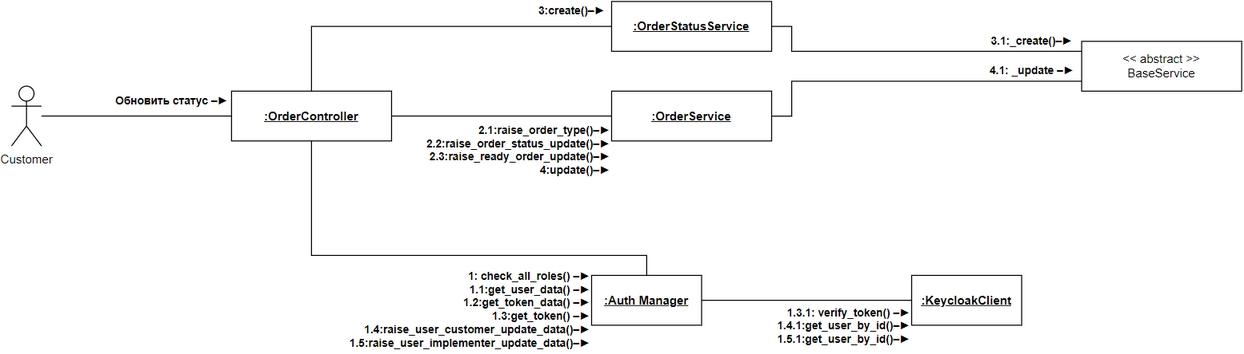 3:create()
:OrderStatusService
3.1:_create()
<< abstract >>
BaseService
4.1: _update
Обновить статус
:OrderController
:OrderService
Customer
2.1:raise_order_type()
2.2:raise_order_status_update()
2.3:raise_ready_order_update()
4:update()
1: check_all_roles()
1.1:get_user_data()
1.2:get_token_data()
1.3:get_token()
1.4:raise_user_customer_update_data()
1.5:raise_user_implementer_update_data()
:Auth Manager
:KeycloakClient
1.3.1: verify_token()
1.4.1:get_user_by_id()
1.5.1:get_user_by_id()